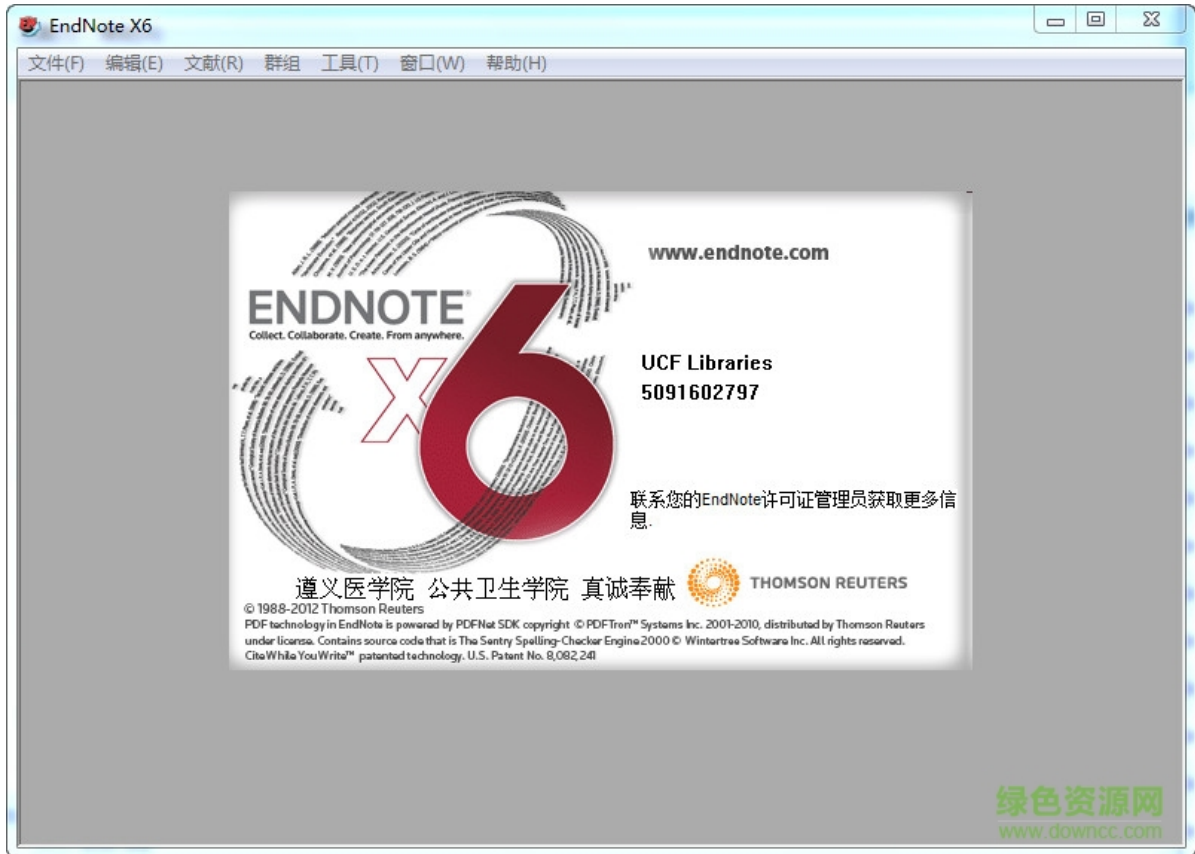 EndNote X6
文件(F) 编辑(E) 文献(R) 群组 工具(T) 窗口(W) 帮助(H)
www.endnote.com
ENDNOTE®
Collect. Collaborate. Create. From anywhere.
X6
UCF Libraries
5091602797
联系您的EndNote许可证管理员获取更多信
息.
遵义医学院 公共卫生学院 真诚奉献
THOMSON REUTERS
© 1988-2012 Thomson Reuters
PDF technology in EndNote is powered by PDFNet SDK copyright © PDFTron™ Systems Inc. 2001-2010, distributed by Thomson Reuters
under license. Contains source code that is The Sentry Spelling-Checker Engine 2000 © Wintertree Software Inc. All rights reserved.
Cite While You Write™ patented technology. U.S. Patent No. 8,082,241
绿色资源网
www.downcc.com